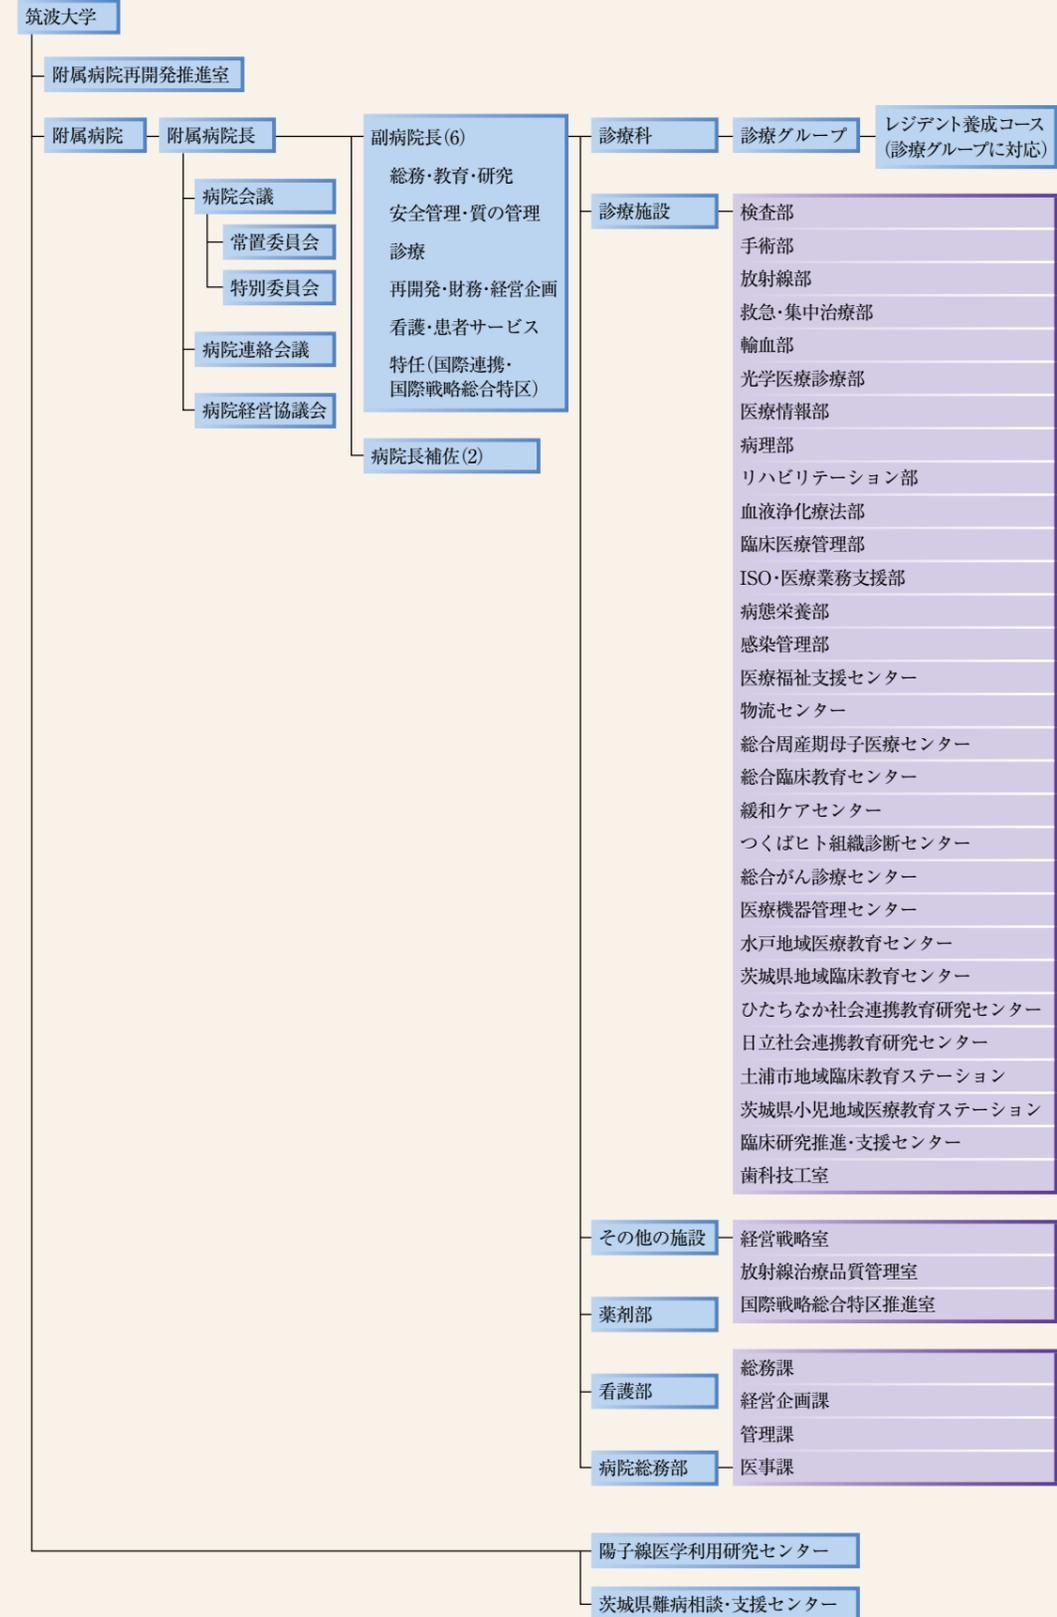 筑波大学
附属病院再開発推進室
附属病院
附属病院長
病院会議
常置委員会
特別委員会
病院連絡会議
病院経営協議会
副病院長(6)
総務・教育・研究
安全管理・質の管理
診療
再開発・財務・経営企画
看護・患者サービス
特任(国際連携・
国際戦略総合特区)
病院長補佐(2)
診療科
診療グループ
レジデント養成コース
(診療グループに対応)
診療施設
検査部
手術部
放射線部
救急・集中治療部
輸血部
光学医療診療部
医療情報部
病理部
リハビリテーション部
血液浄化療法部
臨床医療管理部
ISO・医療業務支援部
病態栄養部
感染管理部
医療福祉支援センター
物流センター
総合周産期母子医療センター
総合臨床教育センター
緩和ケアセンター
つくばヒト組織診断センター
総合がん診療センター
医療機器管理センター
水戸地域医療教育センター
茨城県地域臨床教育センター
ひたちなか社会連携教育研究センター
日立社会連携教育研究センター
土浦市地域臨床教育ステーション
茨城県小児地域医療教育ステーション
臨床研究推進・支援センター
歯科技工室
その他の施設
経営戦略室
放射線治療品質管理室
国際戦略総合特区推進室
薬剤部
看護部
病院総務部
総務課
経営企画課
管理課
医事課
陽子線医学利用研究センター
茨城県難病相談・支援センター